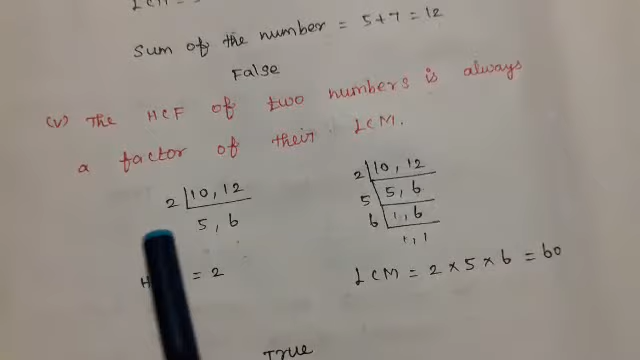 Sum of the number = 5+7 = 12
False
(v) The HCF of two numbers is always
a factor of their LCM.
2 | 10, 12
5, 6
= 2
2 | 10, 12
5 | 5, 6
6 | 1, 6
1, 1
LCM = 2 × 5 × 6 = 60
True